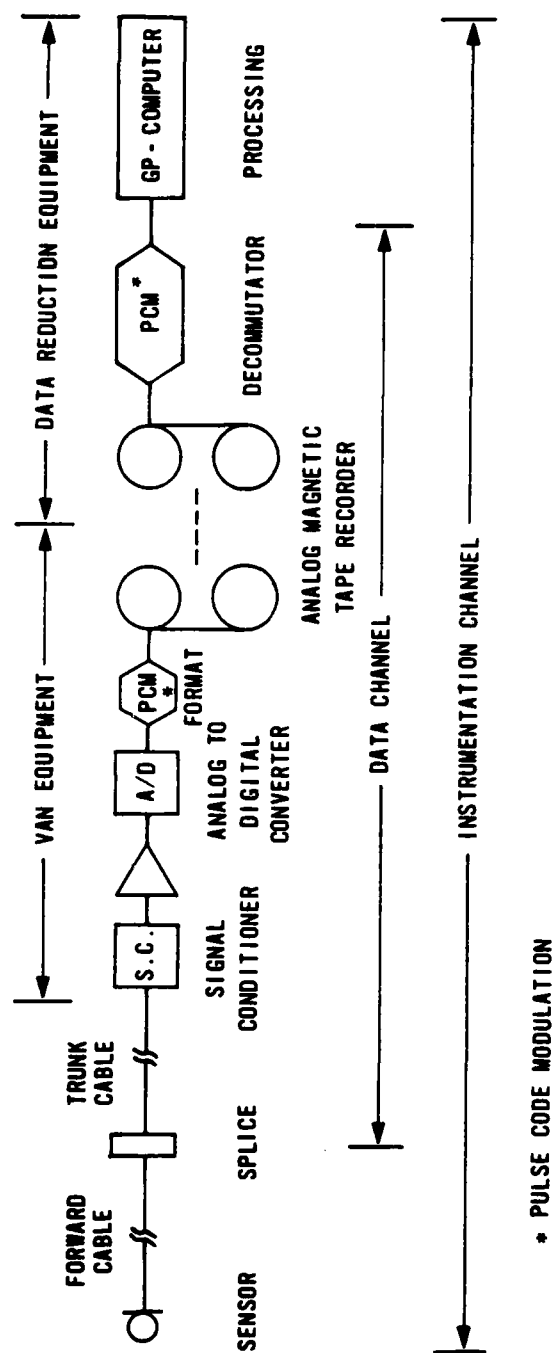 VAN EQUIPMENT
DATA REDUCTION EQUIPMENT
FORWARD
CABLE
TRUNK
CABLE
S.C.
A/D
PCM
*
PCM*
GP-COMPUTER
SENSOR
SPLICE
SIGNAL
CONDITIONER
ANALOG TO
DIGITAL
CONVERTER
FORMAT
ANALOG MAGNETIC
TAPE RECORDER
DECOMMUTATOR
PROCESSING
DATA CHANNEL
INSTRUMENTATION CHANNEL
* PULSE CODE MODULATION